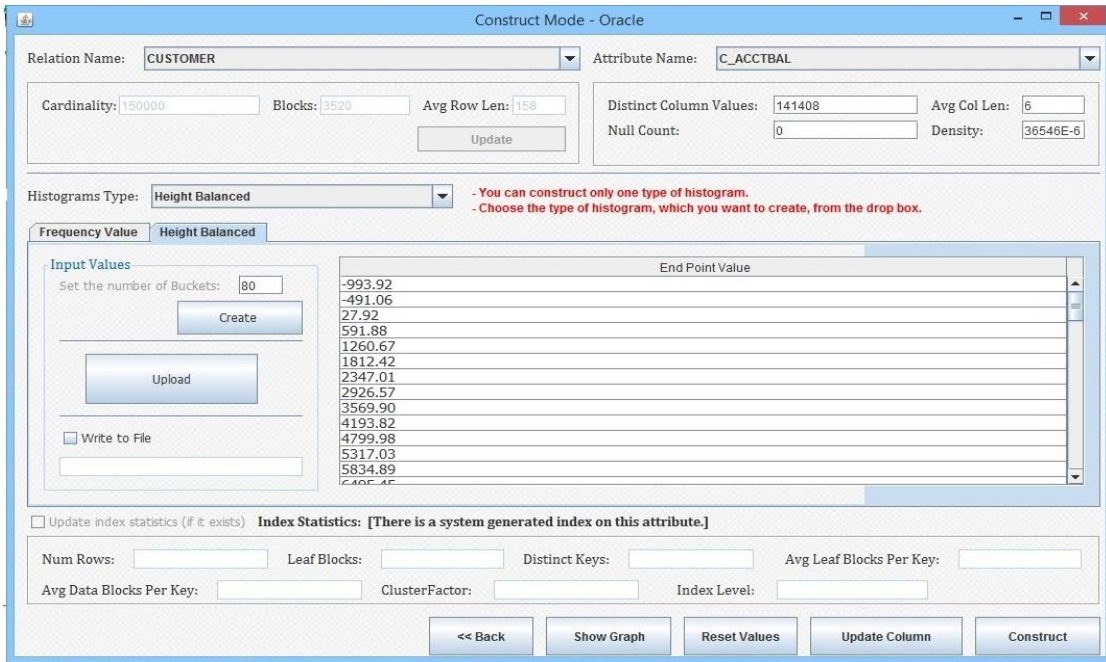 Construct Mode - Oracle
Relation Name: CUSTOMER Attribute Name: C_ACCTBAL
Cardinality: 150000 Blocks: 3520 Avg Row Len: 158
Update
Distinct Column Values: 141408 Avg Col Len: 6
Null Count: 0 Density: 36546E-6
Histograms Type: Height Balanced
- You can construct only one type of histogram.
- Choose the type of histogram, which you want to create, from the drop box.
Frequency Value Height Balanced
Input Values
Set the number of Buckets: 80
Create
Upload
Write to File
End Point Value
-993.92
-491.06
27.92
591.88
1260.67
1812.42
2347.01
2926.57
3569.90
4193.82
4799.98
5317.03
5834.89
Update index statistics (if it exists) Index Statistics: [There is a system generated index on this attribute.]
Num Rows: Leaf Blocks: Distinct Keys: Avg Leaf Blocks Per Key:
Avg Data Blocks Per Key: ClusterFactor: Index Level:
<< Back Show Graph Reset Values Update Column Construct